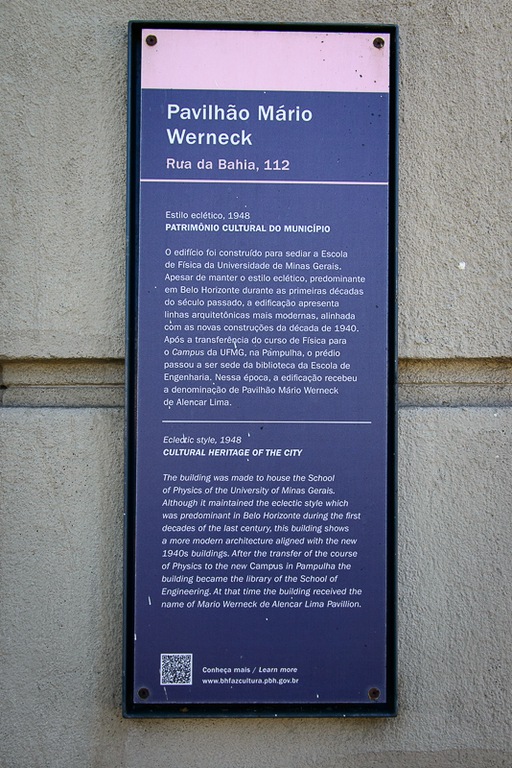 Pavilhão Mário
Werneck
Rua da Bahia, 112
Estilo eclético, 1948
PATRIMÔNIO CULTURAL DO MUNICÍPIO
O edifício foi construído para sediar a Escola
de Física da Universidade de Minas Gerais.
Apesar de manter o estilo eclético, predominante
em Belo Horizonte durante as primeiras décadas
do século passado, a edificação apresenta
linhas arquitetônicas mais modernas, alinhada
com as novas construções da década de 1940.
Após a transferência do curso de Física para
o Campus da UFMG, na Pampulha, o prédio
passou a ser sede da biblioteca da Escola de
Engenharia. Nessa época, a edificação recebeu
a denominação de Pavilhão Mário Werneck
de Alencar Lima.
Eclectic style, 1948
CULTURAL HERITAGE OF THE CITY
The building was made to house the School
of Physics of the University of Minas Gerais.
Although it maintained the eclectic style which
was predominant in Belo Horizonte during the first
decades of the last century, this building shows
a more modern architecture aligned with the new
1940s buildings. After the transfer of the course
of Physics to the new Campus in Pampulha the
building became the library of the School of
Engineering. At that time the building received the
name of Mario Werneck de Alencar Lima Pavillion.
Conheça mais / Learn more
www.bhfazcultura.pbh.gov.br